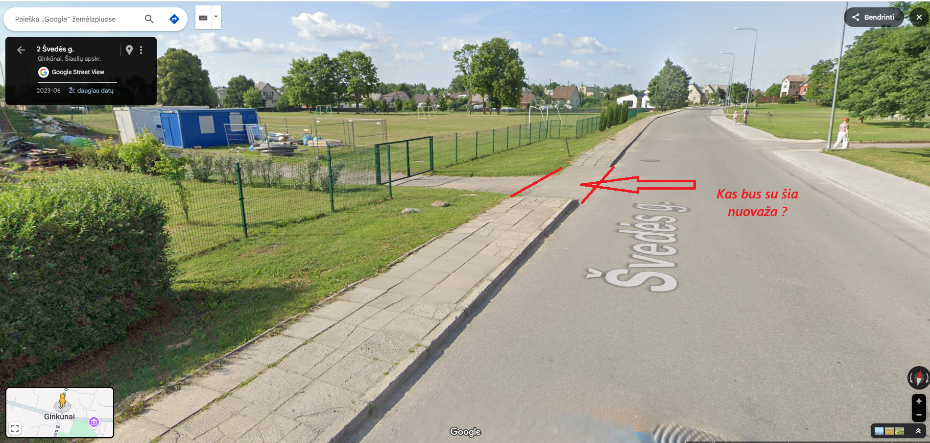 Paieška „Google“ žemėlapiuose
Bendrinti
2 Švedės g.
Ginkūnai, Šiaulių apskr.
Google Street View
2023-06
Žr. daugiau datų
Kas bus su šia
nuovaža ?
Švedės g.
Ginkūnai
Google